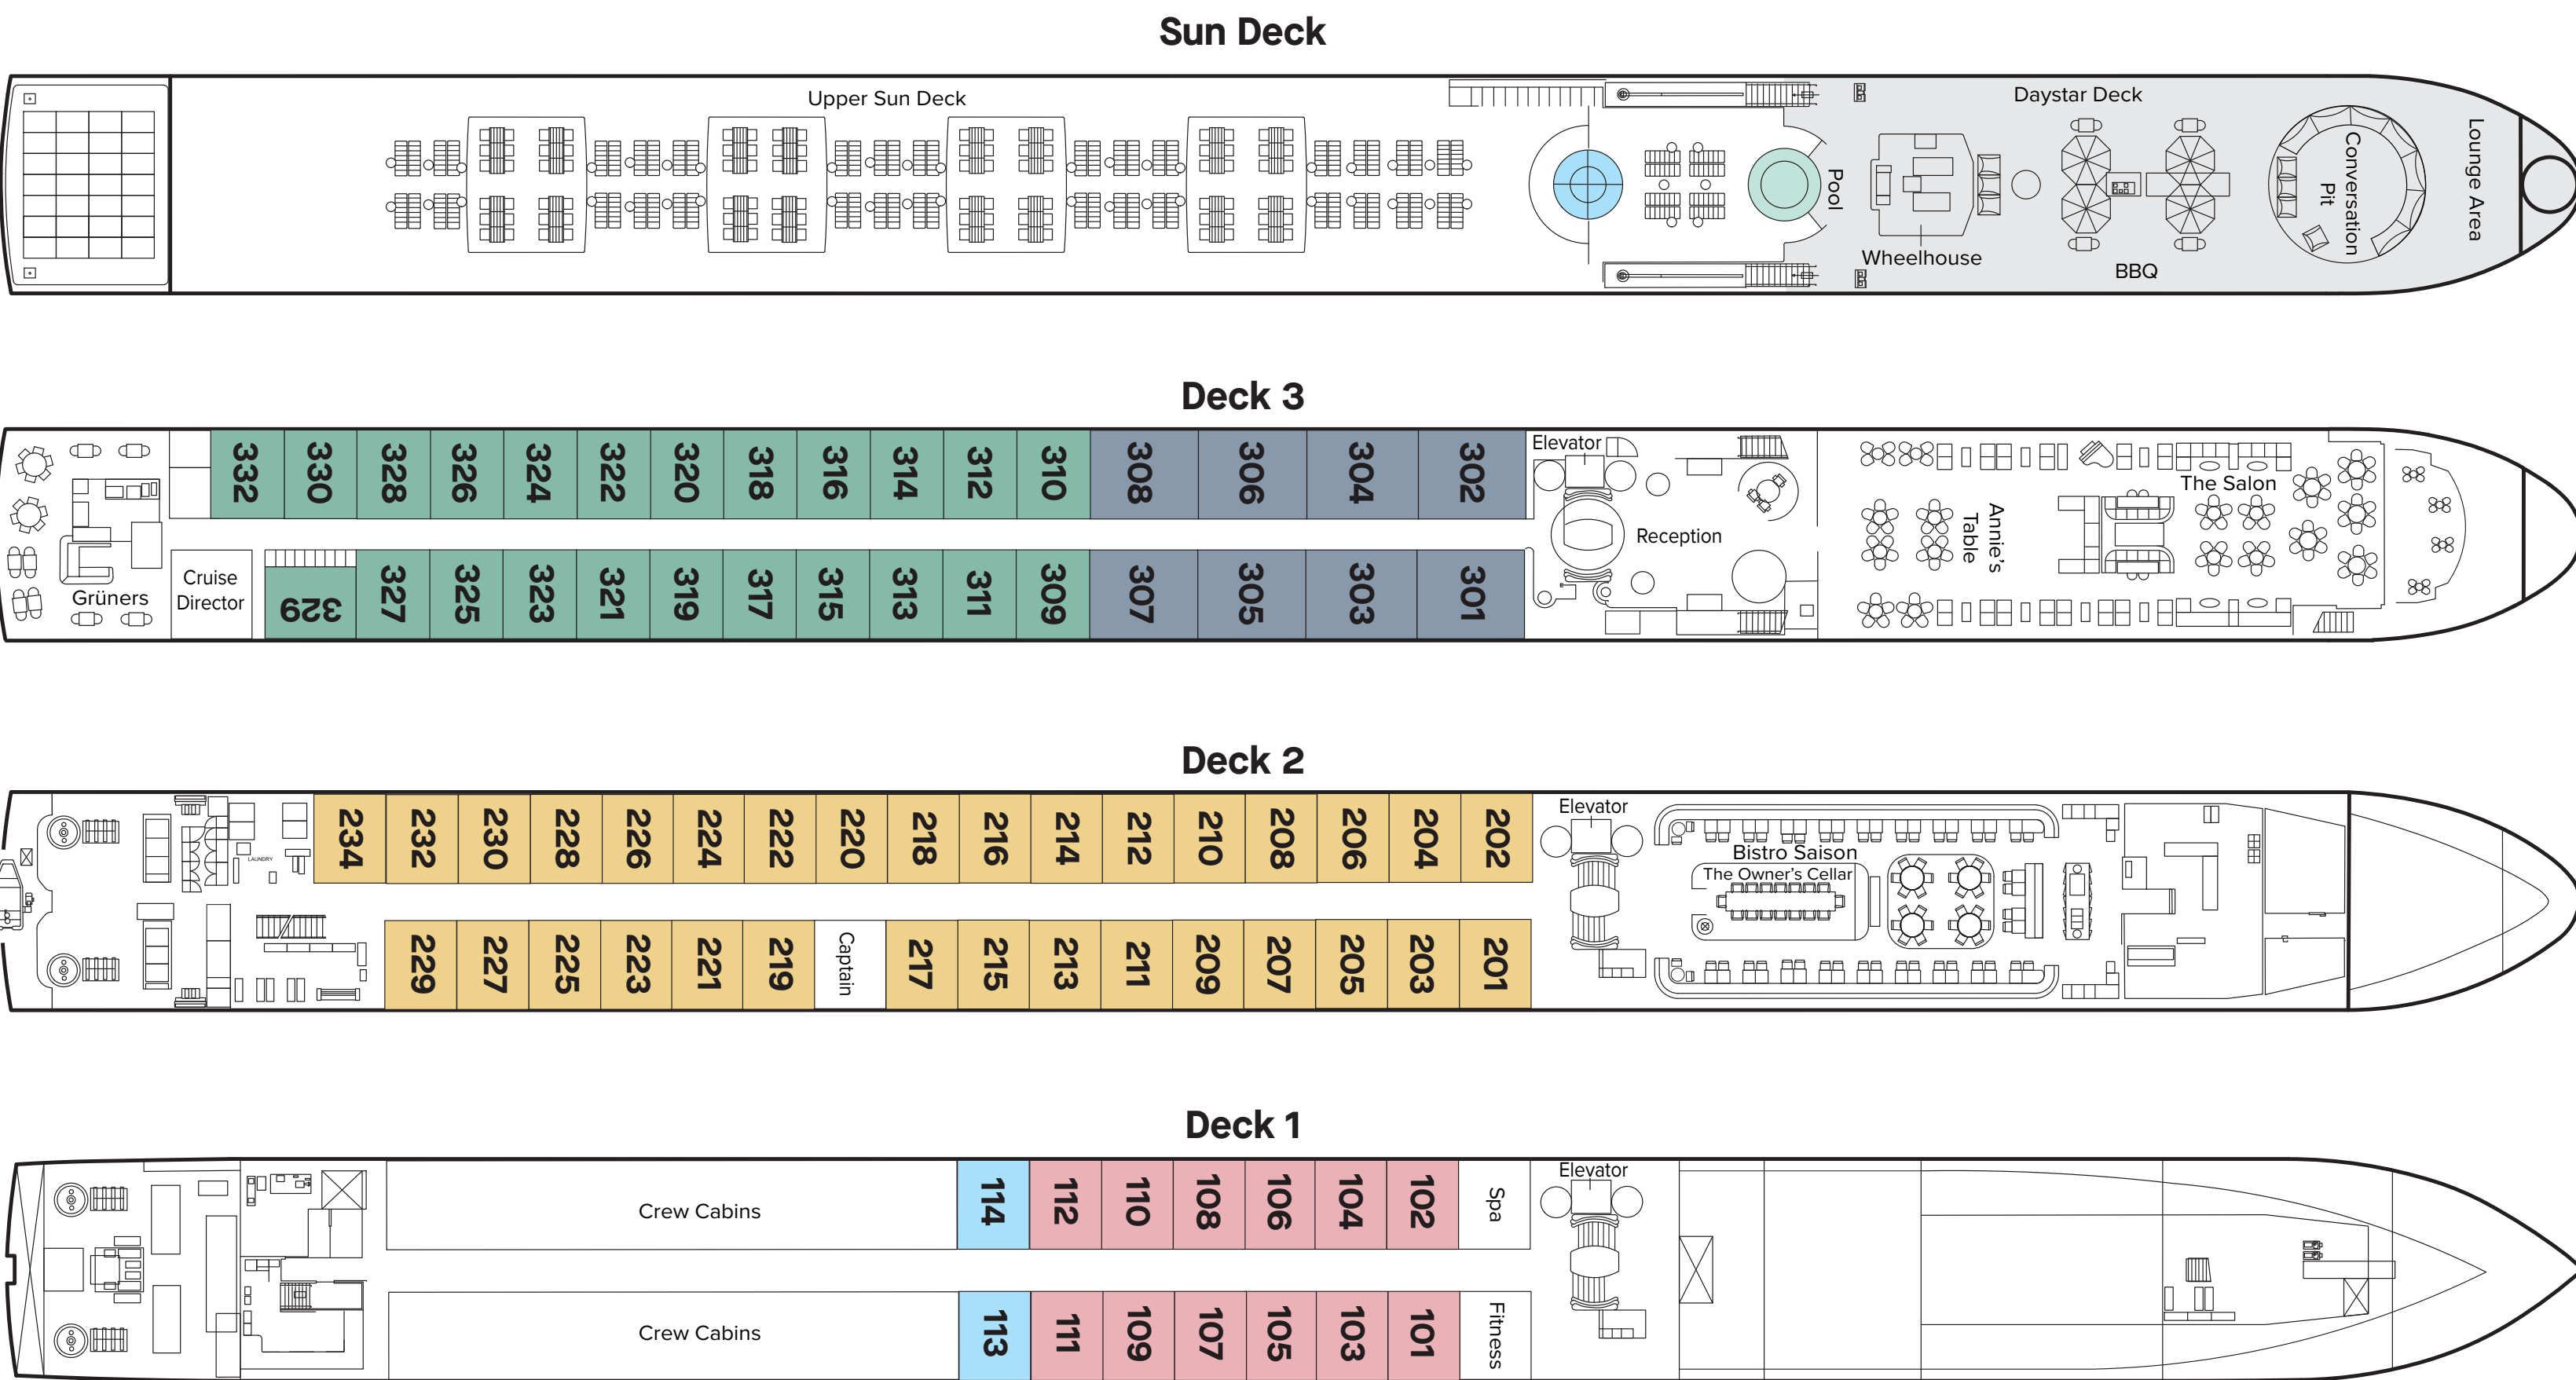 Sun Deck
Upper Sun Deck
Daystar Deck
Pool
Wheelhouse
BBQ
Conversation
Pit
Lounge Area
Deck 3
332 330 328 326 324 322 320 318 316 314 312 310 308 306 304 302
Elevator
Reception
Annie's
Table
The Salon
Grüners
Cruise
Director
329 327 325 323 321 319 317 315 313 311 309 307 305 303 301
Deck 2
LAUNDRY
234 232 230 228 226 224 222 220 218 216 214 212 210 208 206 204 202
Elevator
Bistro Saison
The Owner's Cellar
229 227 225 223 221 219 Captain 217 215 213 211 209 207 205 203 201
Deck 1
Crew Cabins
114 112 110 108 106 104 102 Spa
Elevator
Crew Cabins
113 111 109 107 105 103 101 Fitness